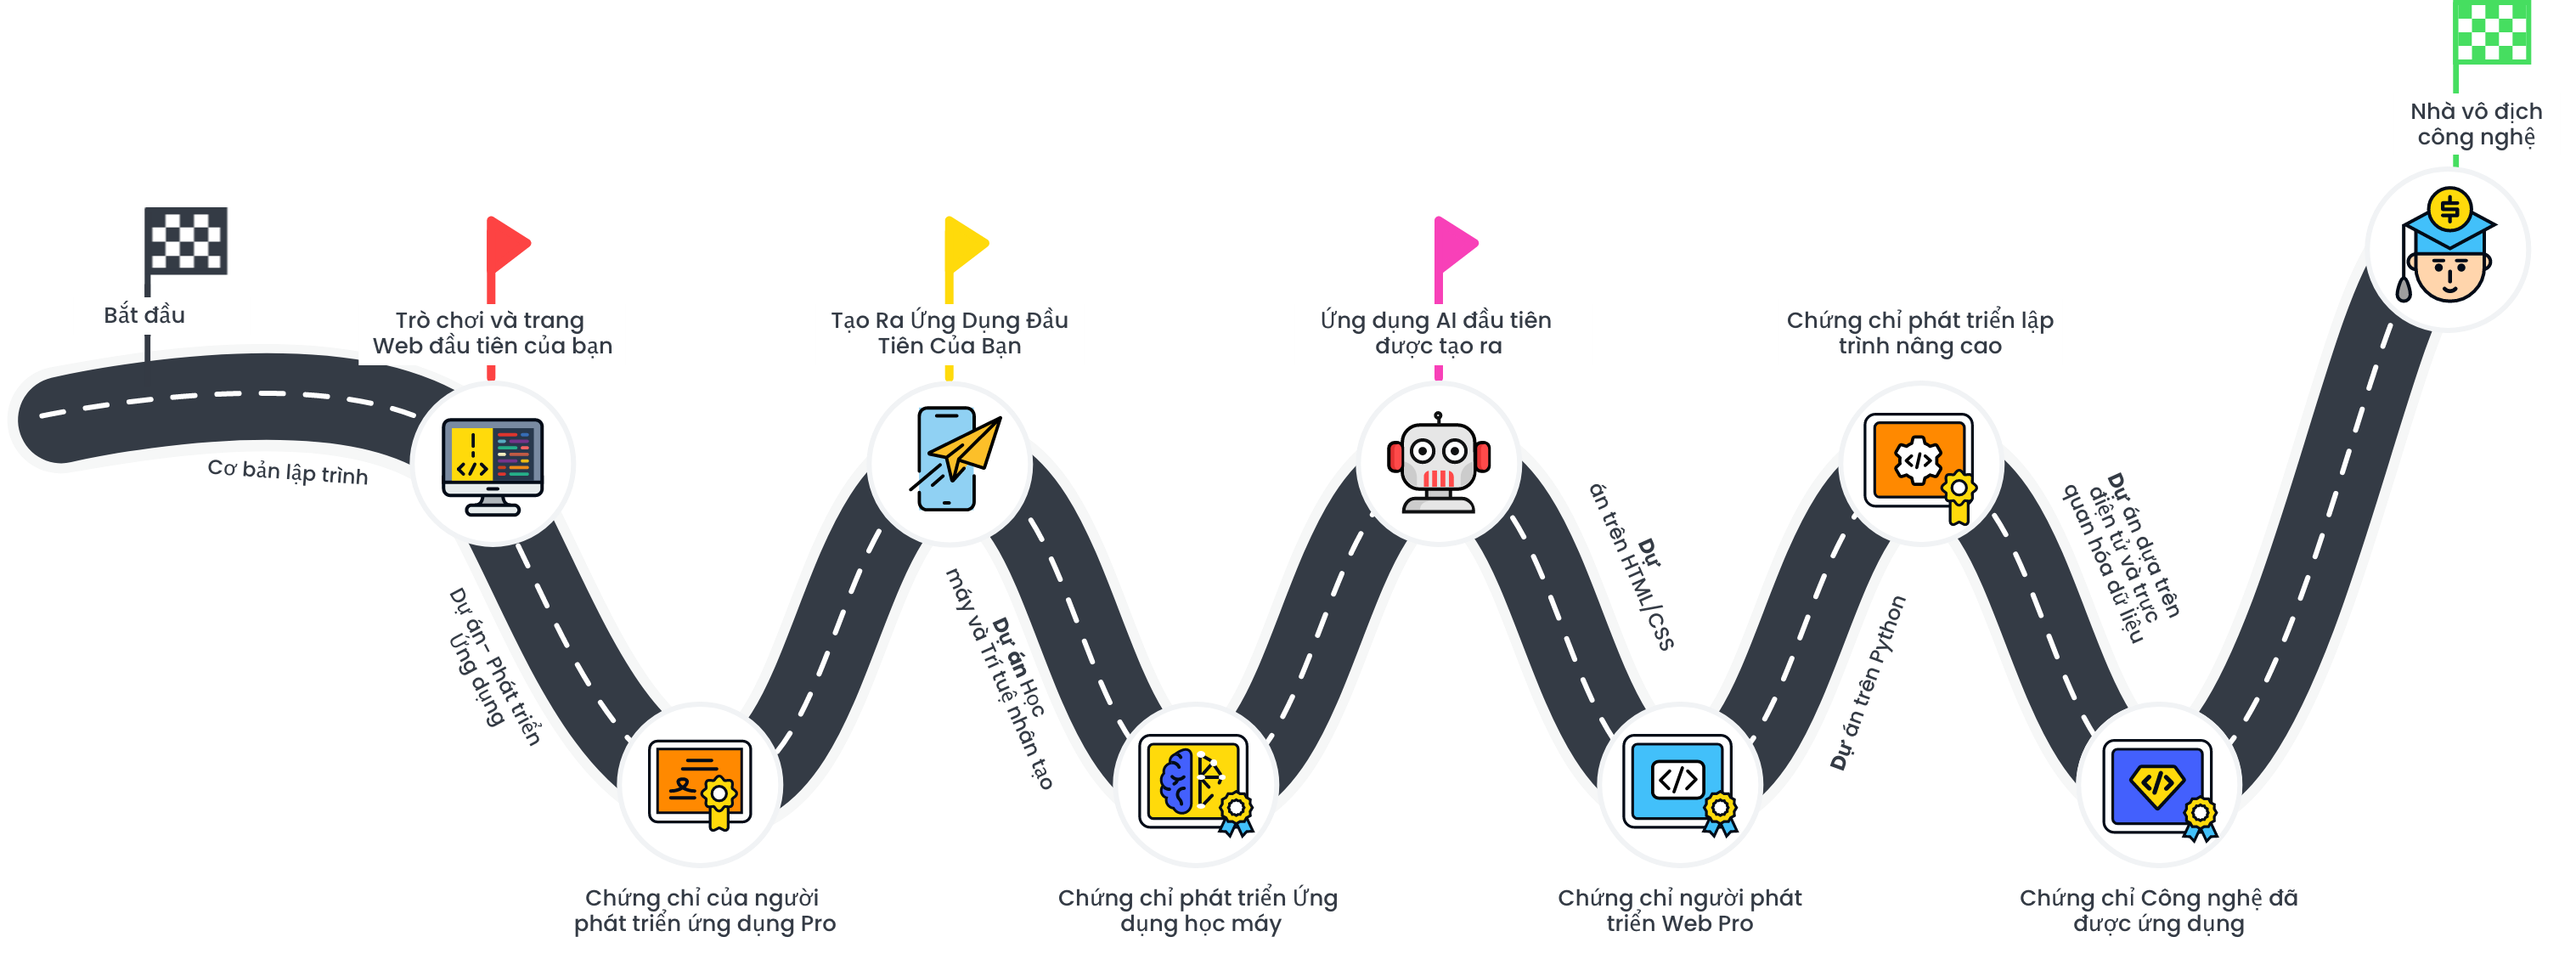 Bắt đầu
Cơ bản lập trình
Trò chơi và trang
Web đầu tiên của bạn
Dự án- Phát triển
Ứng dụng
Chứng chỉ của người
phát triển ứng dụng Pro
Tạo Ra Ứng Dụng Đầu
Tiên Của Bạn
Dự án Học
máy và Trí tuệ nhân tạo
Chứng chỉ phát triển Ứng
dụng học máy
Ứng dụng AI đầu tiên
được tạo ra
Dự
án trên HTML/CSS
Chứng chỉ người phát
triển Web Pro
Dự án trên Python
Chứng chỉ phát triển lập
trình nâng cao
Dự án dựa trên
điện tử và trực
quan hóa dữ liệu
Chứng chỉ Công nghệ đã
được ứng dụng
Nhà vô địch
công nghệ